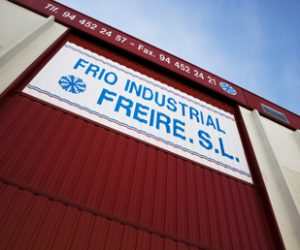 Tlf. 94 452 24 57 - Fax. 94 452 24 21
FRIO INDUSTRIAL
FREIRE. S.L.